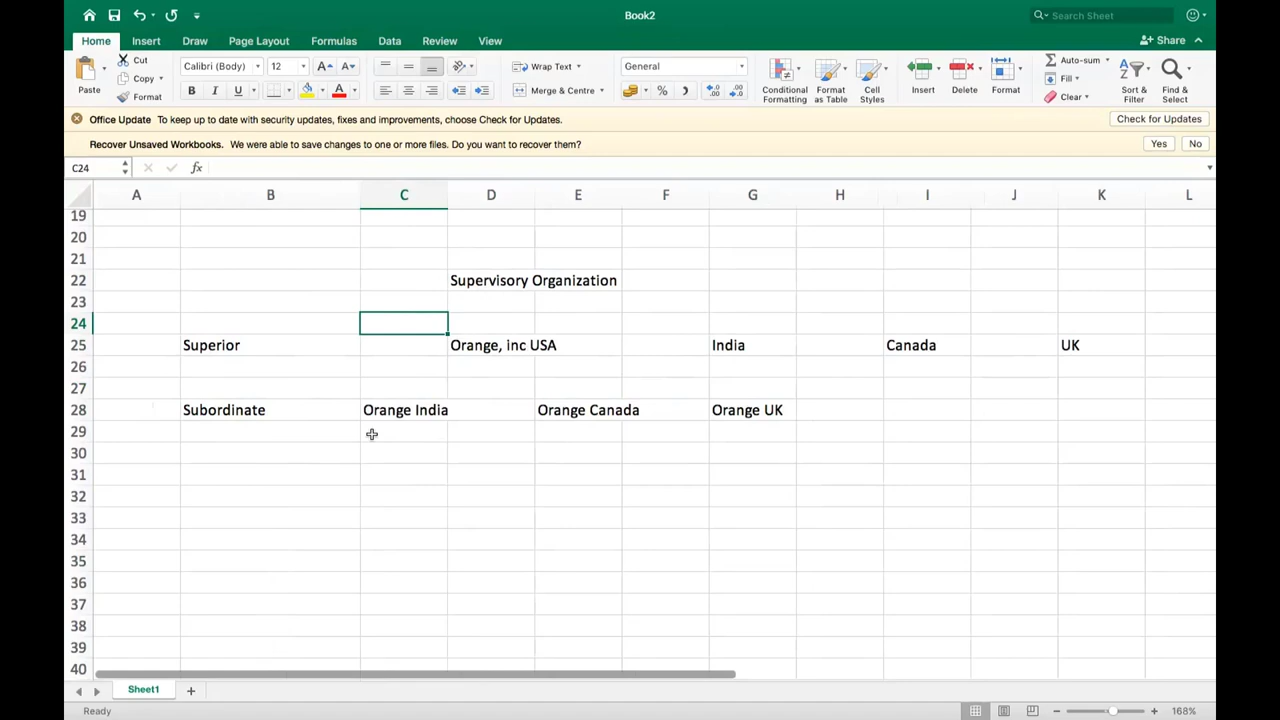 Book2
Search Sheet
Home Insert Draw Page Layout Formulas Data Review View
Share
Paste
Cut
Copy
Format
Calibri (Body) 12
B I U
Wrap Text
Merge & Centre
General
Conditional Formatting
Format as Table
Cell Styles
Insert
Delete
Format
Auto-sum
Fill
Clear
Sort & Filter
Find & Select
Office Update To keep up to date with security updates, fixes and improvements, choose Check for Updates. Check for Updates
Recover Unsaved Workbooks. We were able to save changes to one or more files. Do you want to recover them? Yes No
C24 fx
A B C D E F G H I J K L
19
20
21
22 Supervisory Organization
23
24
25 Superior Orange, inc USA India Canada UK
26
27
28 Subordinate Orange India Orange Canada Orange UK
29
30
31
32
33
34
35
36
37
38
39
40
Sheet1
Ready 168%